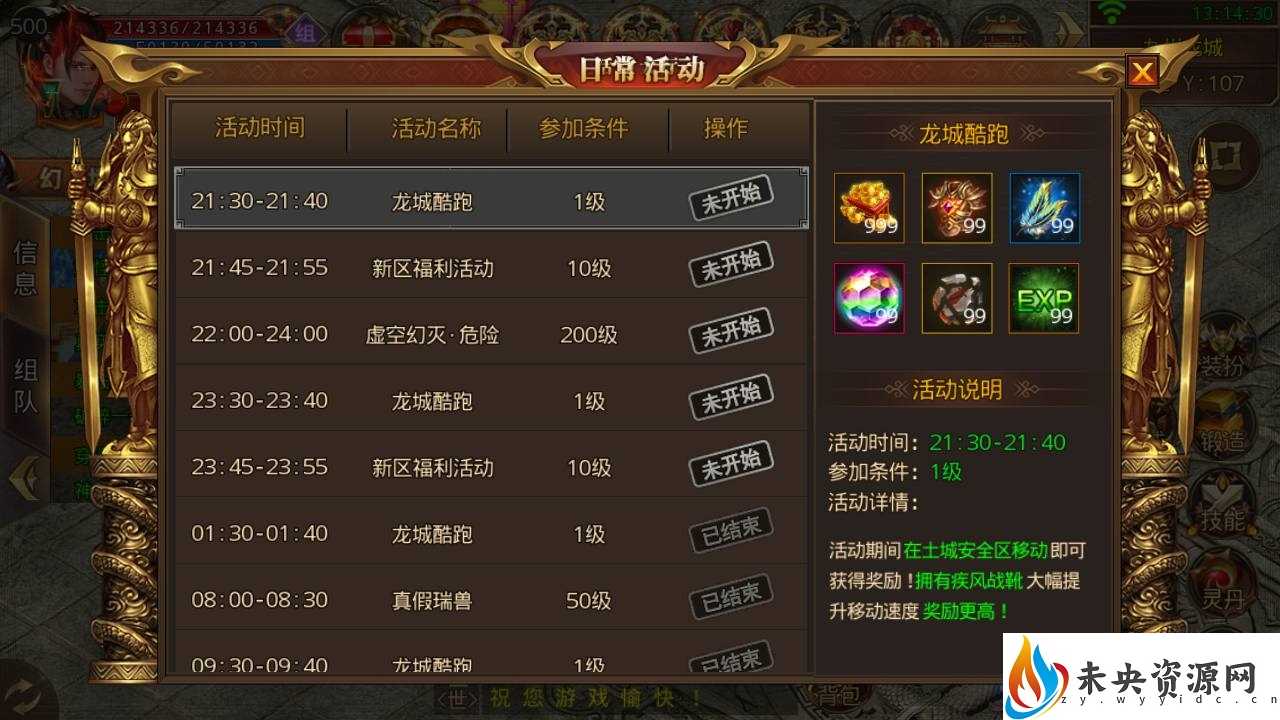 500
214336/214336
组
13:14:30
日常活动
Y:107
活动时间 活动名称 参加条件 操作
21:30-21:40 龙城酷跑 1级 未开始
21:45-21:55 新区福利活动 10级 未开始
22:00-24:00 虚空幻灭·危险 200级 未开始
23:30-23:40 龙城酷跑 1级 未开始
23:45-23:55 新区福利活动 10级 未开始
01:30-01:40 龙城酷跑 1级 已结束
08:00-08:30 真假瑞兽 50级 已结束
09:30-09:40 龙城酷跑 1级 已结束
龙城酷跑
999 99 99
99 99 EXP 99
活动说明
活动时间：21:30-21:40
参加条件：1级
活动详情：
活动期间在土城安全区移动即可
获得奖励！拥有疾风战靴大幅提
升移动速度奖励更高！
信息
组队
装扮
锻造
技能
灵丹
背包
<世> 祝您游戏愉快！
未央资源网
zy.wyyidc.cn